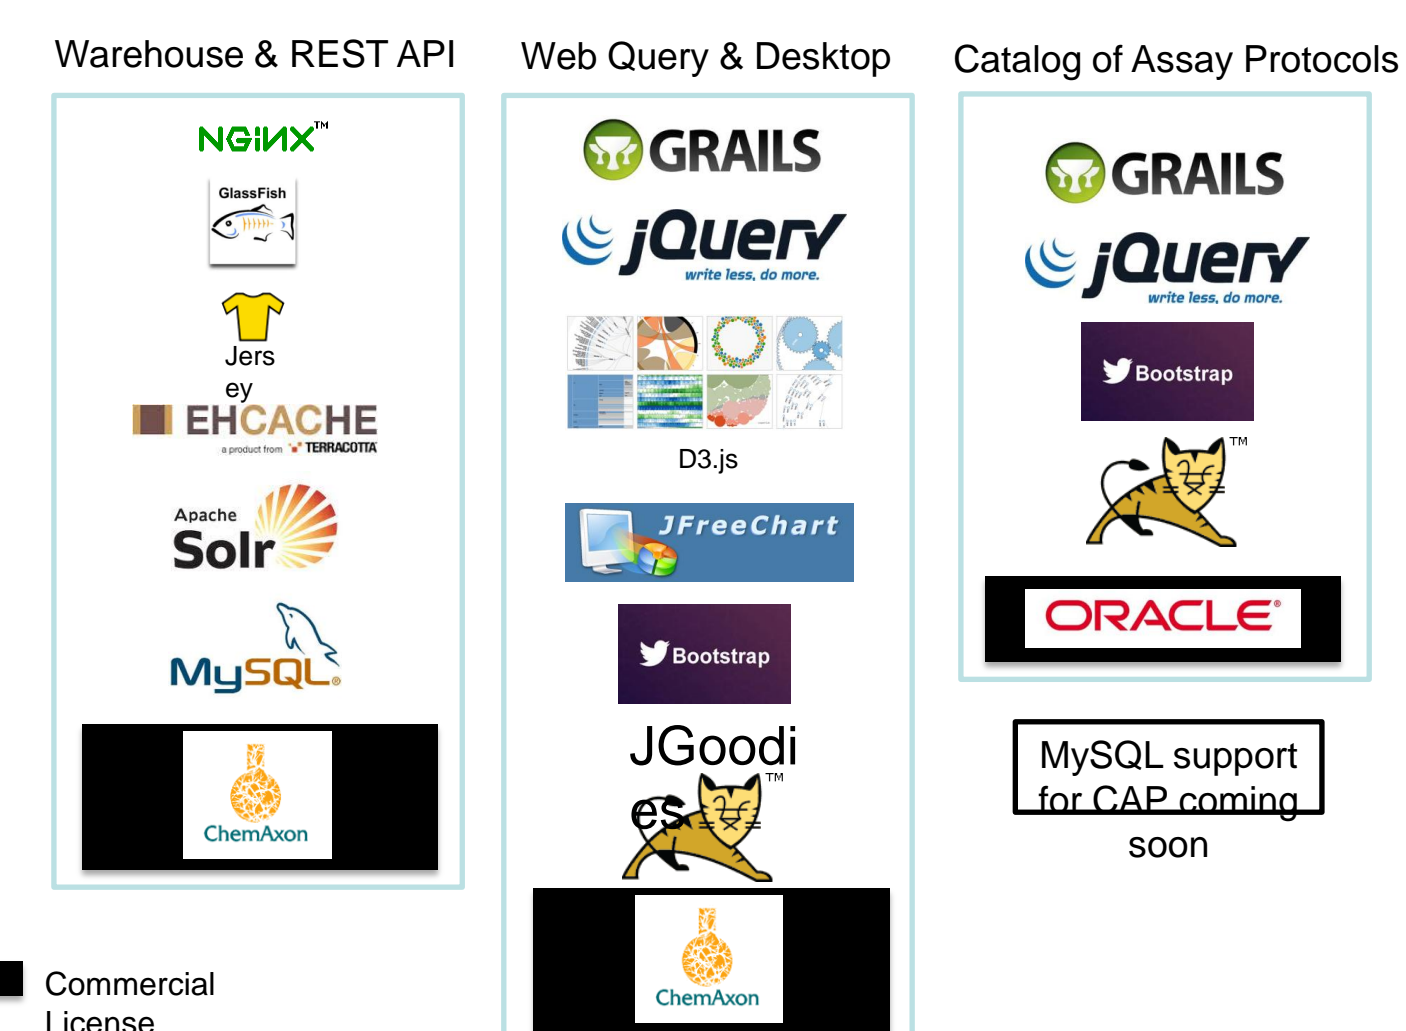 Warehouse & REST API
NGiNX™
GlassFish
Jers
ey
EHCACHE
a product from TERRACOTTA
Apache
Solr
MySQL®
ChemAxon
Commercial
License
Web Query & Desktop
GRAILS
jQuery
write less, do more.
D3.js
JFreeChart
Bootstrap
JGoodi
es
TM
ChemAxon
Catalog of Assay Protocols
GRAILS
jQuery
write less, do more.
Bootstrap
TM
ORACLE®
MySQL support
for CAP coming
soon